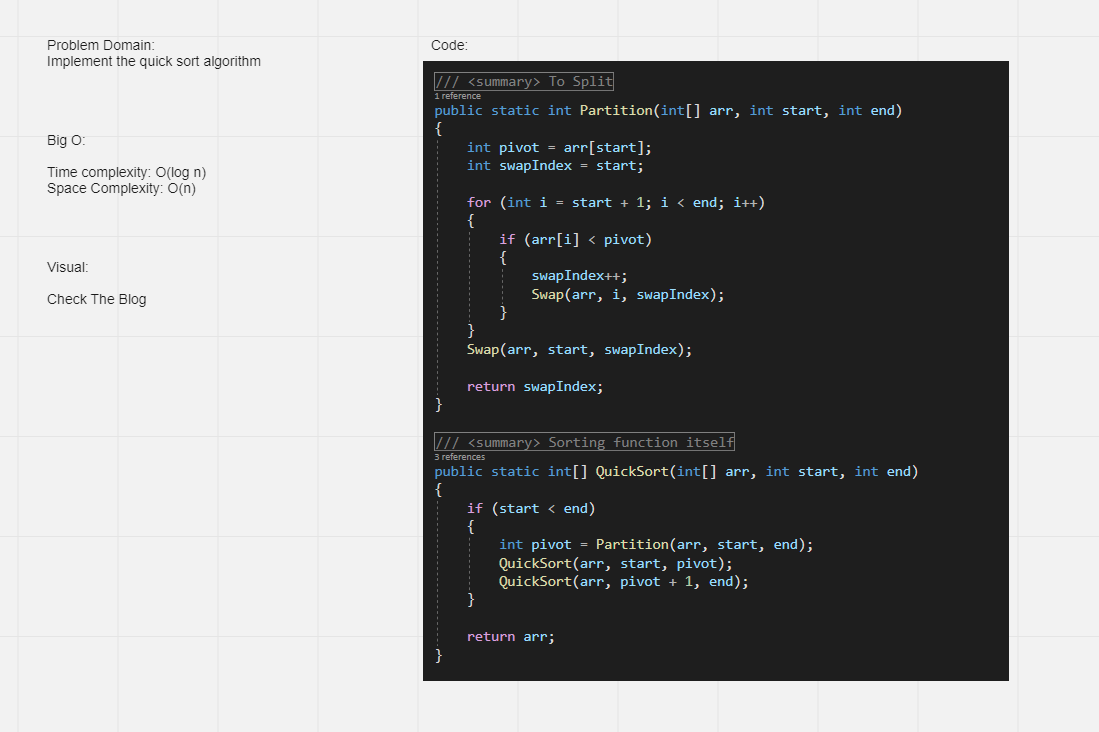 Problem Domain:
Implement the quick sort algorithm
Big O:
Time complexity: O(log n)
Space Complexity: O(n)
Visual:
Check The Blog
Code:
/// <summary> To Split
1 reference
public static int Partition(int[] arr, int start, int end)
{
    int pivot = arr[start];
    int swapIndex = start;
    for (int i = start + 1; i < end; i++)
    {
        if (arr[i] < pivot)
        {
            swapIndex++;
            Swap(arr, i, swapIndex);
        }
    }
    Swap(arr, start, swapIndex);
    return swapIndex;
}
/// <summary> Sorting function itself
3 references
public static int[] QuickSort(int[] arr, int start, int end)
{
    if (start < end)
    {
        int pivot = Partition(arr, start, end);
        QuickSort(arr, start, pivot);
        QuickSort(arr, pivot + 1, end);
    }
    return arr;
}